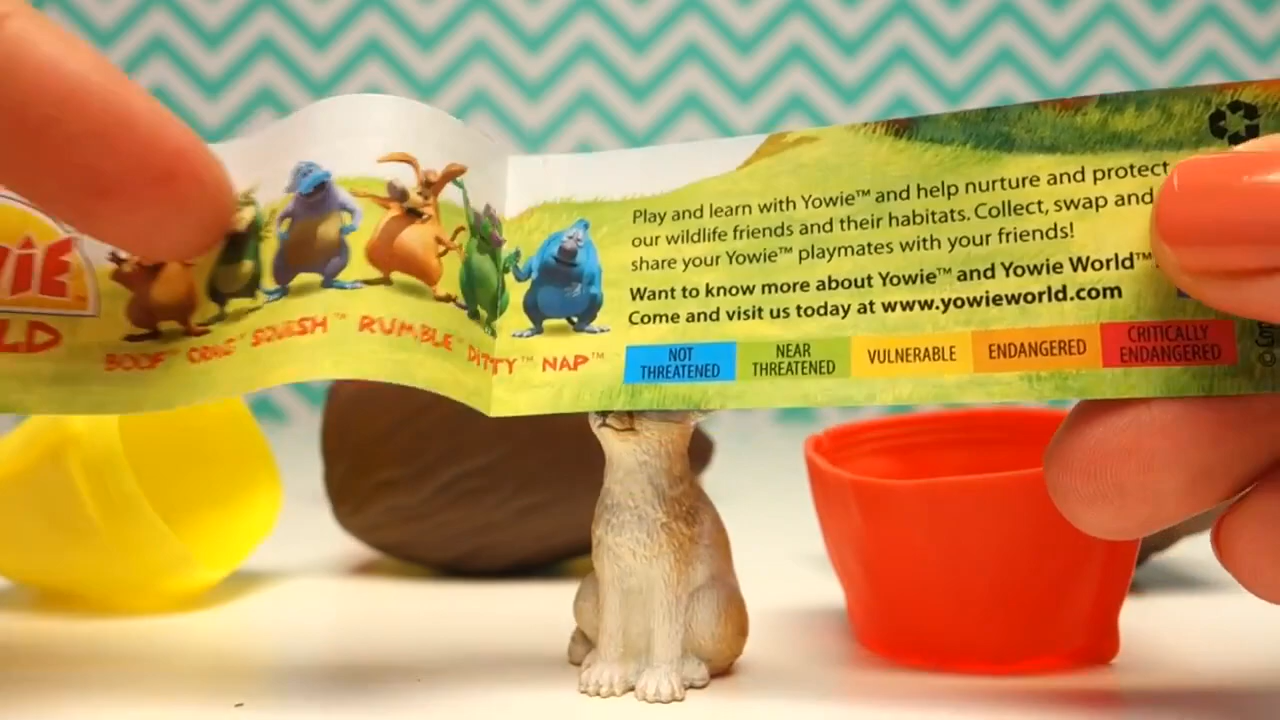 LD
BOOF™ CRAG™ SQUISH™ RUMBLE™ DITTY™ NAP™
Play and learn with Yowie™ and help nurture and protect
our wildlife friends and their habitats. Collect, swap and
share your Yowie™ playmates with your friends!
Want to know more about Yowie™ and Yowie World™
Come and visit us today at www.yowieworld.com
NOT THREATENED
NEAR THREATENED
VULNERABLE
ENDANGERED
CRITICALLY ENDANGERED